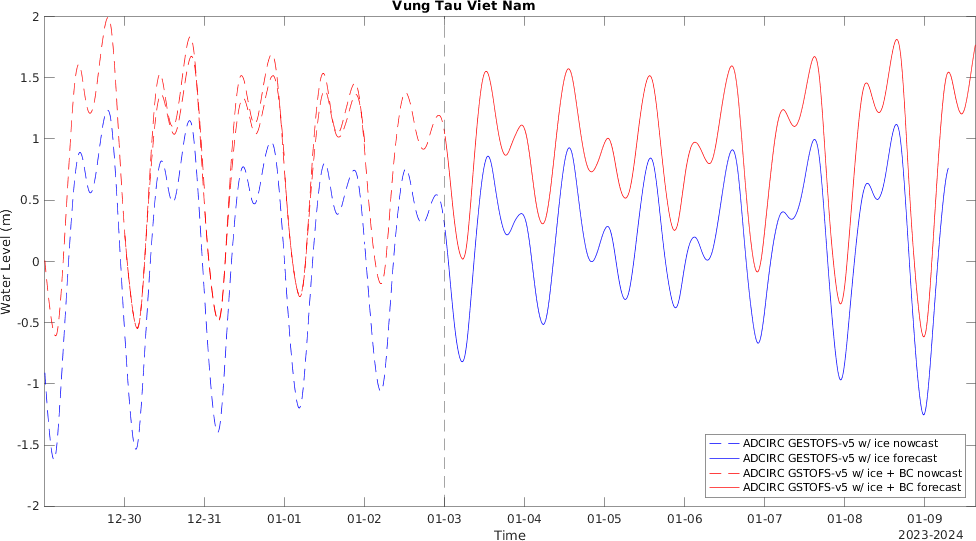 Vung Tau Viet Nam
2
1.5
1
0.5
0
-0.5
-1
-1.5
-2
Water Level (m)
ADCIRC GESTOFS-v5 w/ ice nowcast
ADCIRC GESTOFS-v5 w/ ice forecast
ADCIRC GSTOFS-v5 w/ ice + BC nowcast
ADCIRC GSTOFS-v5 w/ ice + BC forecast
12-30 12-31 01-01 01-02 01-03 01-04 01-05 01-06 01-07 01-08 01-09
Time
2023-2024